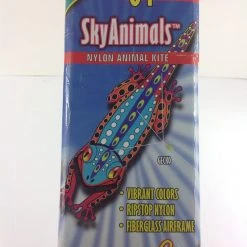 SkyAnimals™
NYLON ANIMAL KITE
GECKO
• VIBRANT COLORS
• RIPSTOP NYLON
• FIBERGLASS AIRFRAME